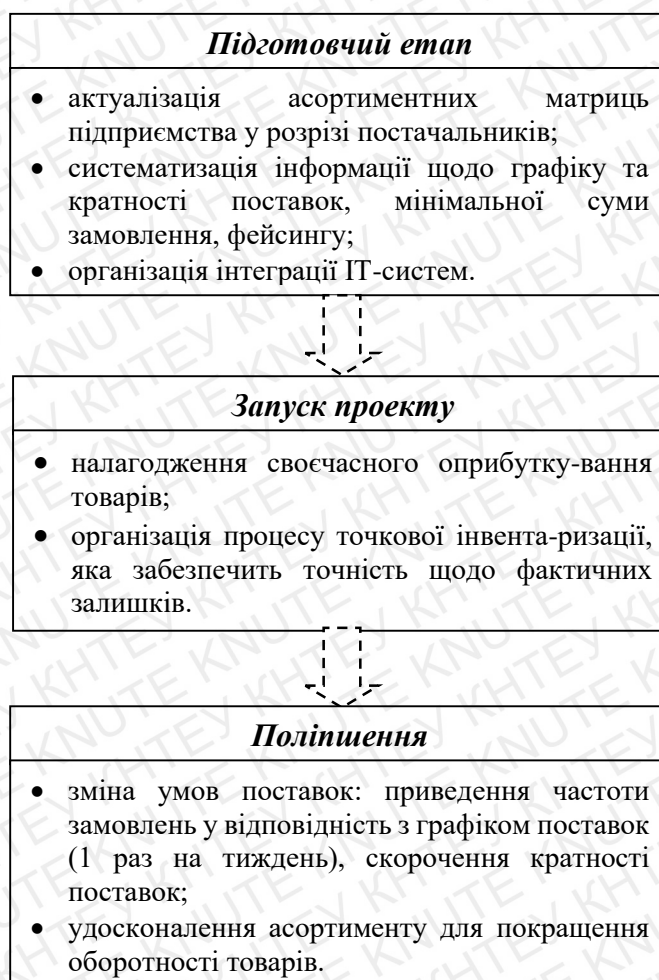 Підготовчий етап
• актуалізація асортиментних матриць
підприємства у розрізі постачальників;
• систематизація інформації щодо графіку та
кратності поставок, мінімальної суми
замовлення, фейсингу;
• організація інтеграції ІТ-систем.
Запуск проекту
• налагодження своєчасного оприбутку-вання
товарів;
• організація процесу точкової інвента-ризації,
яка забезпечить точність щодо фактичних
залишків.
Поліпшення
• зміна умов поставок: приведення частоти
замовлень у відповідність з графіком поставок
(1 раз на тиждень), скорочення кратності
поставок;
• удосконалення асортименту для покращення
оборотності товарів.